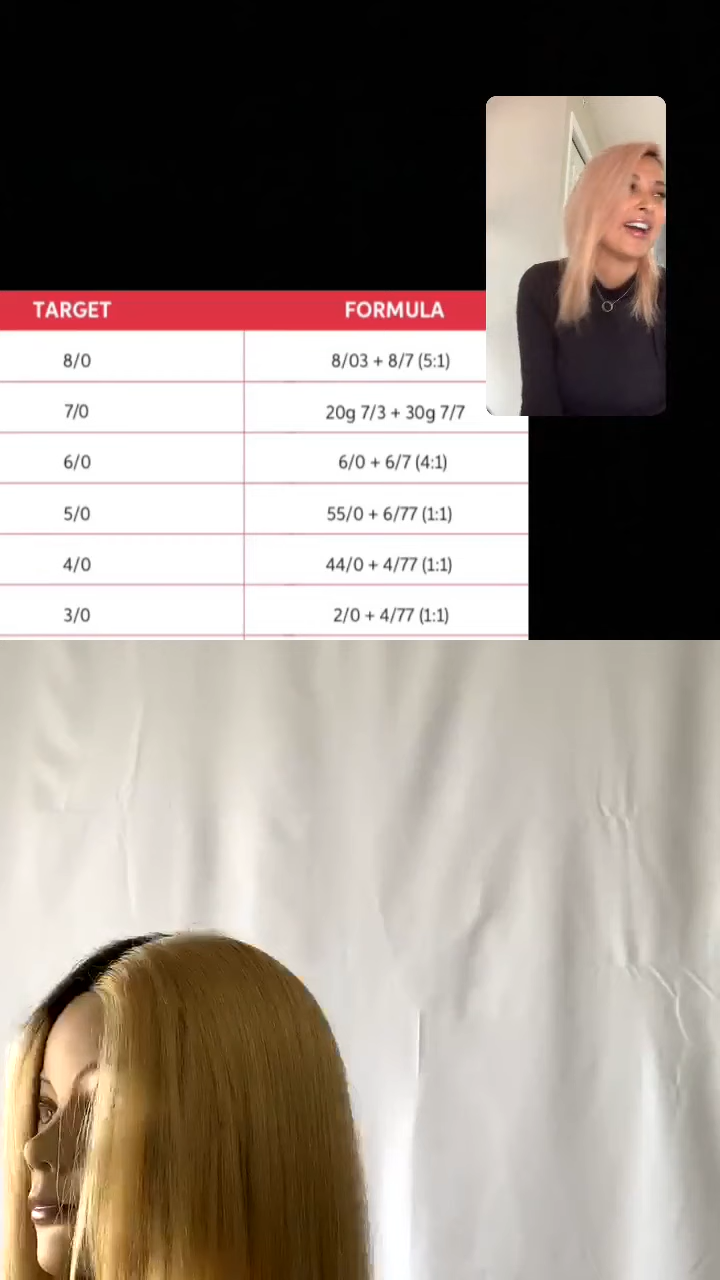 TARGET FORMULA
8/0 8/03 + 8/7 (5:1)
7/0 20g 7/3 + 30g 7/7
6/0 6/0 + 6/7 (4:1)
5/0 55/0 + 6/77 (1:1)
4/0 44/0 + 4/77 (1:1)
3/0 2/0 + 4/77 (1:1)